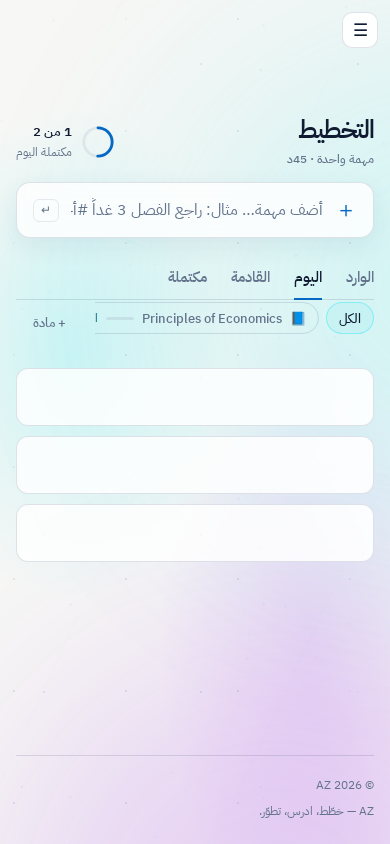 ☰
التخطيط
مهمة واحدة · 45د
1 من 2
مكتملة اليوم
+ أضف مهمة… مثال: راجع الفصل 3 غداً #أ ↵
الوارد اليوم القادمة مكتملة
الكل 📘 Principles of Economics + مادة
© 2026 AZ
AZ — خطّط، ادرس، تطوّر.